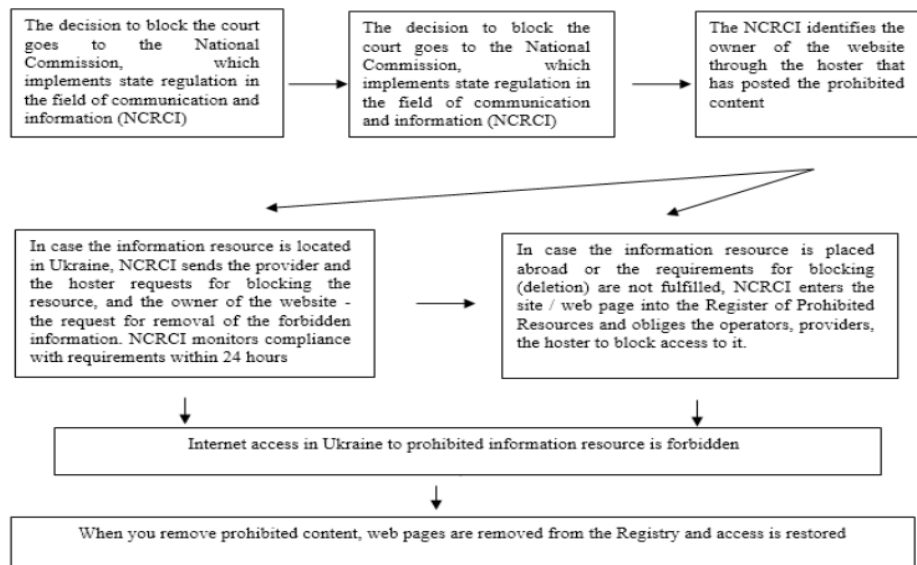 The decision to block the court
goes to the National
Commission, which
implements state regulation in
the field of communication and
information (NCRCI)
The decision to block the
court goes to the National
Commission, which
implements state regulation in
the field of communication
and information (NCRCI)
The NCRCI identifies the
owner of the website
through the hoster that
has posted the prohibited
content
In case the information resource is located
in Ukraine, NCRCI sends the provider and
the hoster requests for blocking the
resource, and the owner of the website -
the request for removal of the forbidden
information. NCRCI monitors compliance
with requirements within 24 hours
In case the information resource is placed
abroad or the requirements for blocking
(deletion) are not fulfilled, NCRCI enters the
site / web page into the Register of Prohibited
Resources and obliges the operators, providers,
the hoster to block access to it.
Internet access in Ukraine to prohibited information resource is forbidden
When you remove prohibited content, web pages are removed from the Registry and access is restored